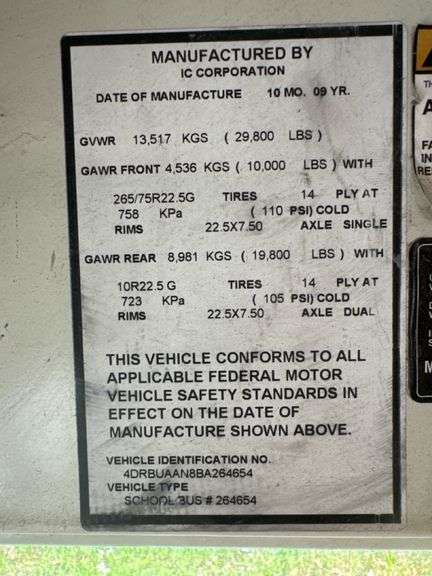 MANUFACTURED BY
IC CORPORATION
DATE OF MANUFACTURE 10 MO. 09 YR.
GVWR 13,517 KGS ( 29,800 LBS )
GAWR FRONT 4,536 KGS ( 10,000 LBS ) WITH
265/75R22.5G TIRES 14 PLY AT
758 KPa ( 110 PSI) COLD
RIMS 22.5X7.50 AXLE SINGLE
GAWR REAR 8,981 KGS ( 19,800 LBS ) WITH
10R22.5 G TIRES 14 PLY AT
723 KPa ( 105 PSI) COLD
RIMS 22.5X7.50 AXLE DUAL
THIS VEHICLE CONFORMS TO ALL
APPLICABLE FEDERAL MOTOR
VEHICLE SAFETY STANDARDS IN
EFFECT ON THE DATE OF
MANUFACTURE SHOWN ABOVE.
VEHICLE IDENTIFICATION NO.
4DRBUAAN8BA264654
VEHICLE TYPE
SCHOOL BUS # 264654